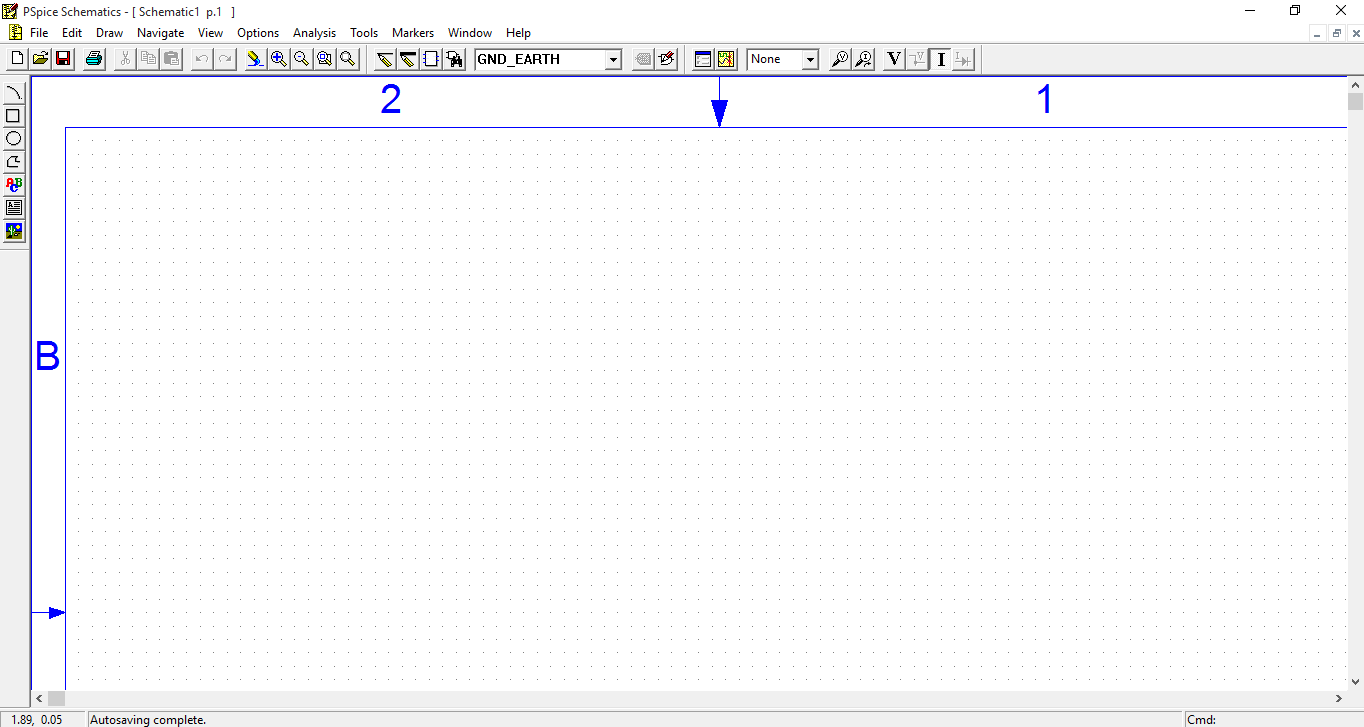 PSpice Schematics - [ Schematic1 p.1 ]
File Edit Draw Navigate View Options Analysis Tools Markers Window Help
GND_EARTH None V V I I
ABC
A
2 1
B
1.89, 0.05 Autosaving complete. Cmd: